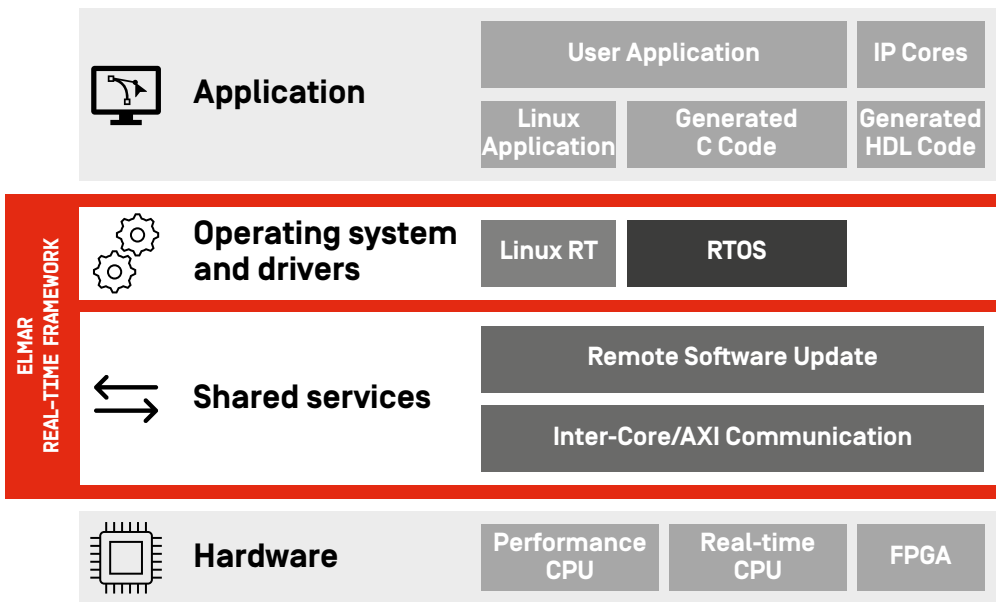 Application
User Application
IP Cores
Linux
Application
Generated
C Code
Generated
HDL Code
ELMAR
REAL-TIME FRAMEWORK
Operating system
and drivers
Linux RT
RTOS
Shared services
Remote Software Update
Inter-Core/AXI Communication
Hardware
Performance
CPU
Real-time
CPU
FPGA